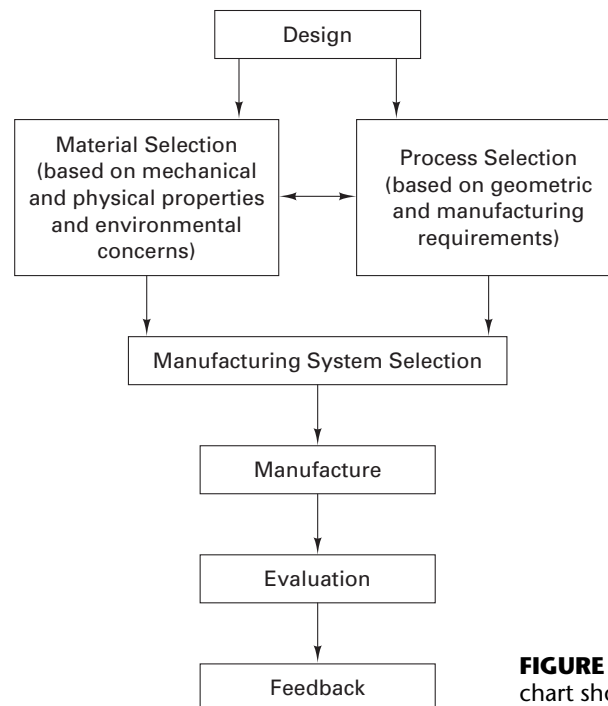 Design
Material Selection
(based on mechanical
and physical properties
and environmental
concerns)
Process Selection
(based on geometric
and manufacturing
requirements)
Manufacturing System Selection
Manufacture
Evaluation
Feedback
FIGURE
chart